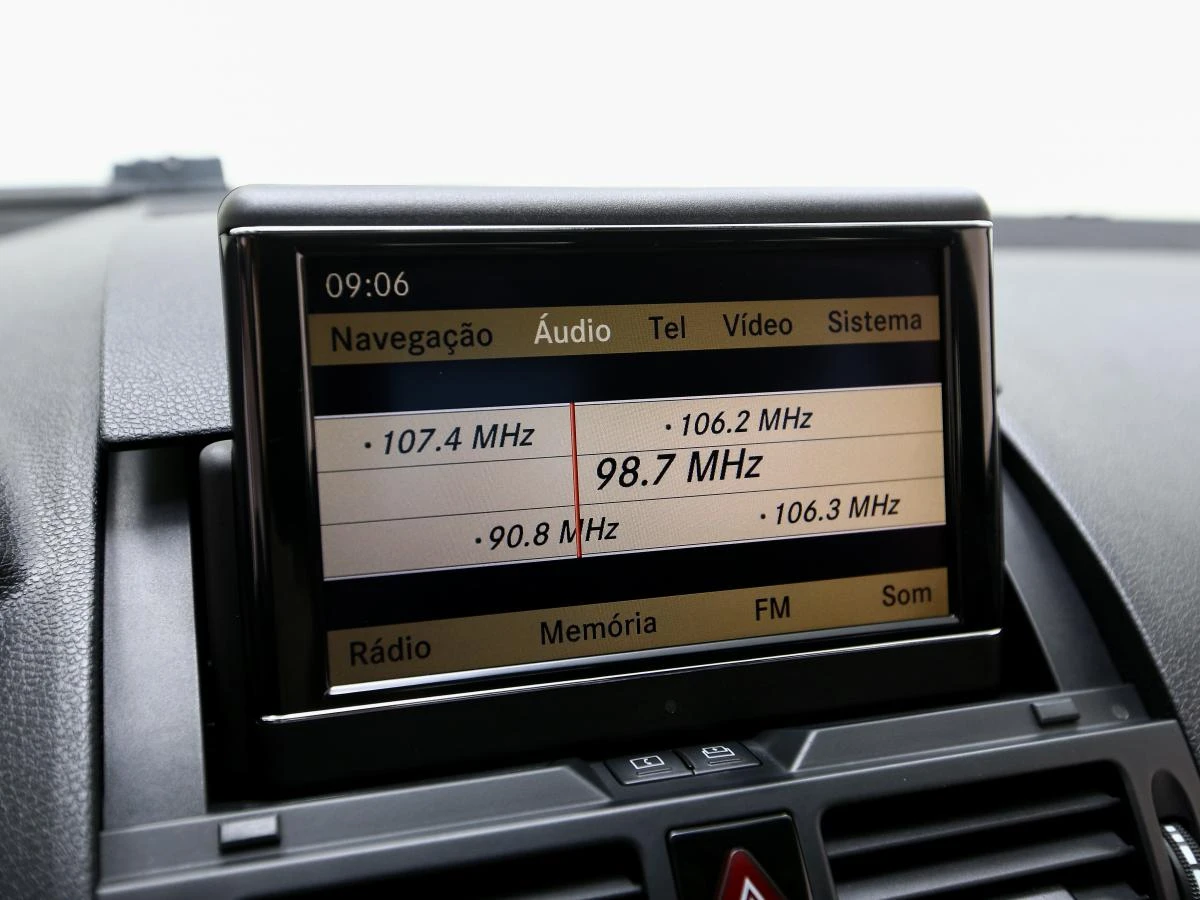 09:06
Navegação Áudio Tel Vídeo Sistema
· 107.4 MHz · 106.2 MHz
98.7 MHz
· 90.8 MHz · 106.3 MHz
Rádio Memória FM Som